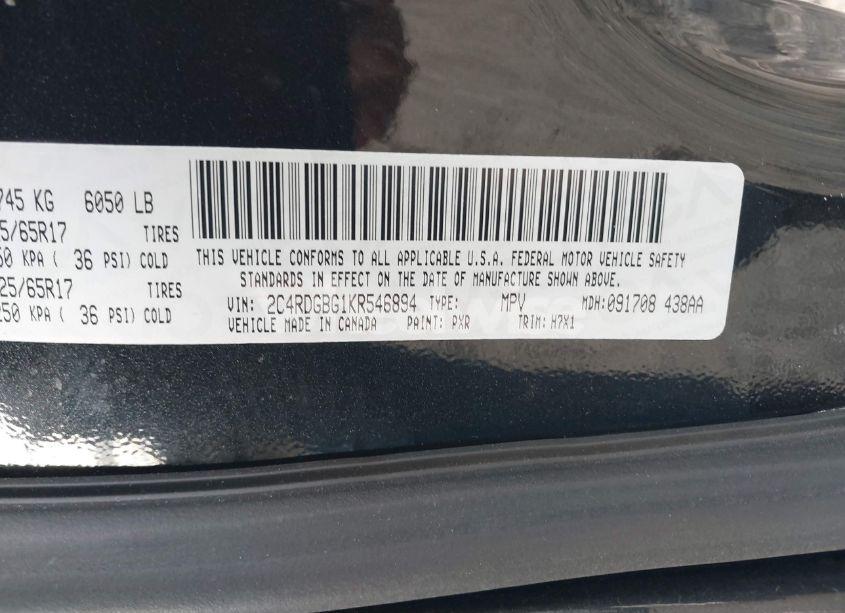 745 KG 6050 LB
5/65R17 TIRES
50 KPA ( 36 PSI) COLD
25/65R17 TIRES
250 KPA ( 36 PSI) COLD
THIS VEHICLE CONFORMS TO ALL APPLICABLE U.S.A. FEDERAL MOTOR VEHICLE SAFETY
STANDARDS IN EFFECT ON THE DATE OF MANUFACTURE SHOWN ABOVE.
VIN: 2C4RDGBG1KR546894 TYPE: MPV MDH: 091708 438AA
VEHICLE MADE IN CANADA PAINT: PXR TRIM: H7X1